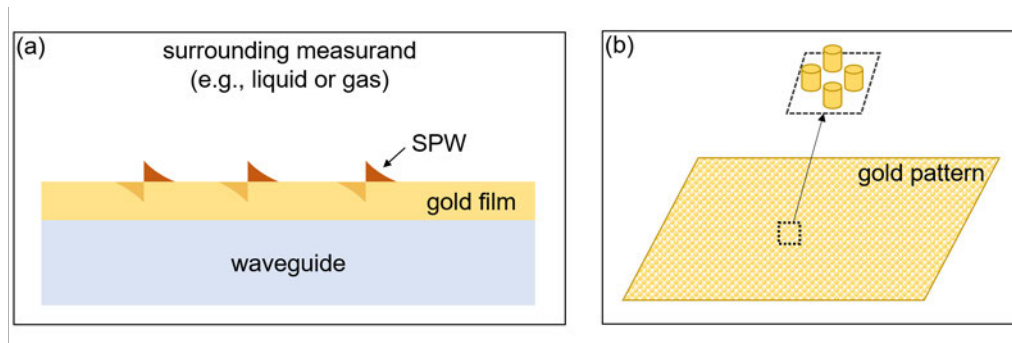 (a)
surrounding measurand
(e.g., liquid or gas)
SPW
gold film
waveguide
(b)
gold pattern